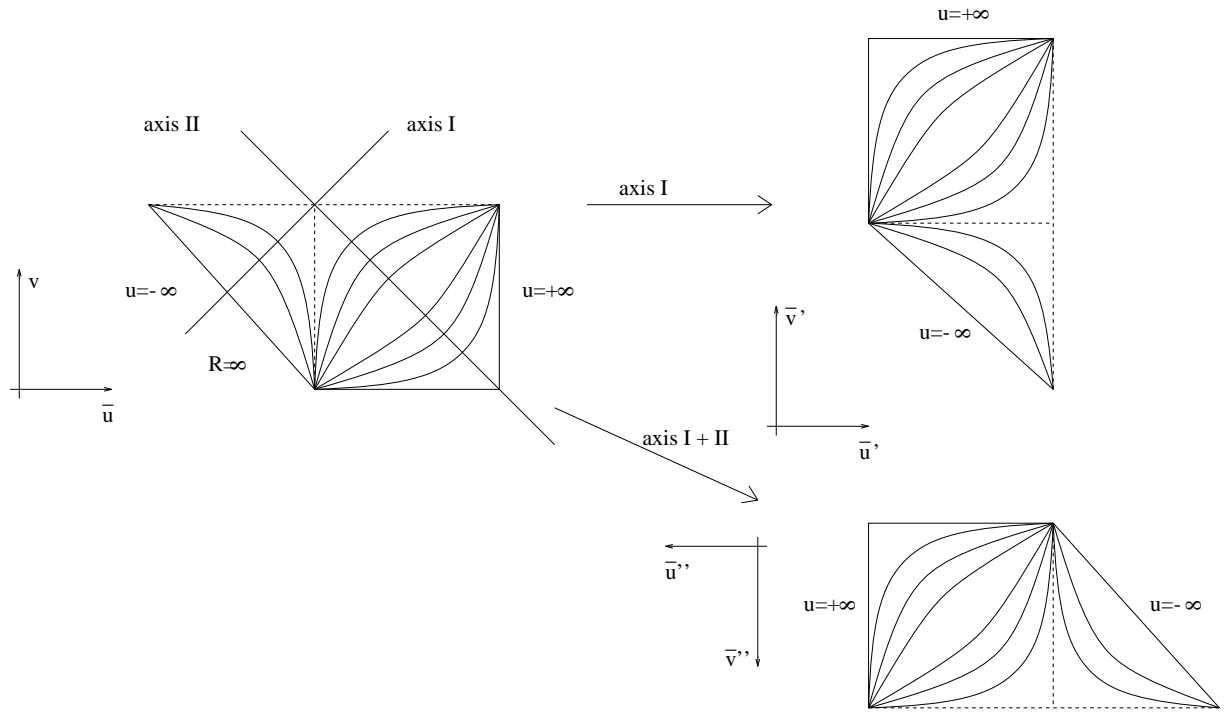 u=+∞
axis II
axis I
axis I
v
u=- ∞
u=+∞
R=∞
u̅
v̅'
u=- ∞
u̅'
axis I + II
u̅''
v̅''
u=+∞
u=- ∞